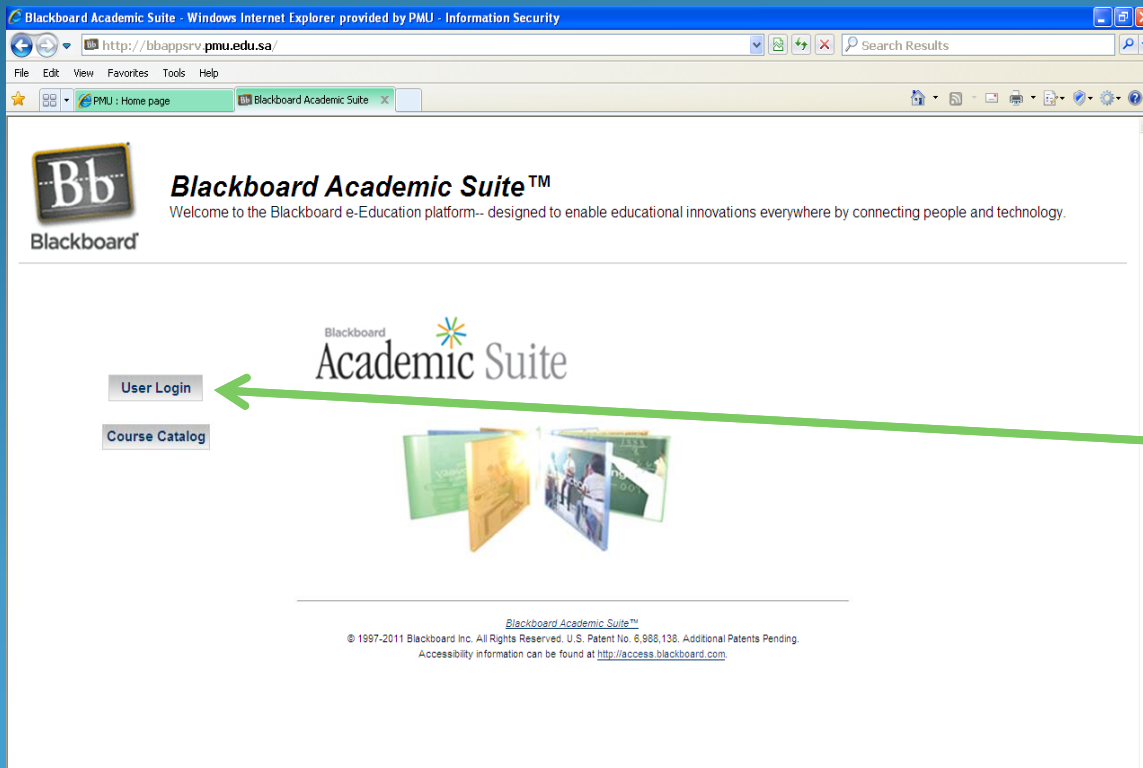 Blackboard Academic Suite - Windows Internet Explorer provided by PMU - Information Security
http://bbappsrv.pmu.edu.sa/
Search Results
File Edit View Favorites Tools Help
PMU : Home page
Blackboard Academic Suite
Bb
Blackboard
Blackboard Academic Suite™
Welcome to the Blackboard e-Education platform-- designed to enable educational innovations everywhere by connecting people and technology.
Blackboard
Academic Suite
User Login
Course Catalog
Blackboard Academic Suite™
© 1997-2011 Blackboard Inc. All Rights Reserved. U.S. Patent No. 6,988,138. Additional Patents Pending.
Accessibility information can be found at http://access.blackboard.com.